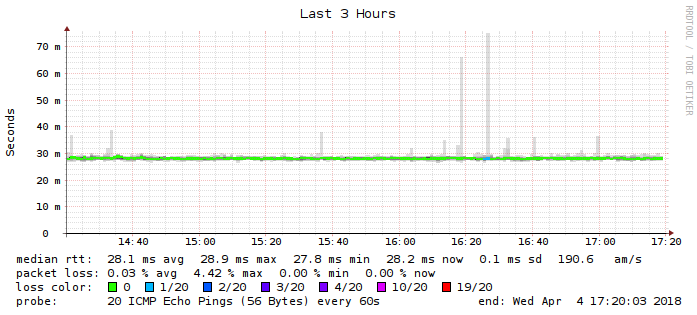 Last 3 Hours
RRDTOOL / TOBI OETIKER
Seconds
70 m
60 m
50 m
40 m
30 m
20 m
10 m
0
14:40 15:00 15:20 15:40 16:00 16:20 16:40 17:00 17:20
median rtt: 28.1 ms avg 28.9 ms max 27.8 ms min 28.2 ms now 0.1 ms sd 190.6 am/s
packet loss: 0.03 % avg 4.42 % max 0.00 % min 0.00 % now
loss color: 0 1/20 2/20 3/20 4/20 10/20 19/20
probe: 20 ICMP Echo Pings (56 Bytes) every 60s end: Wed Apr 4 17:20:03 2018